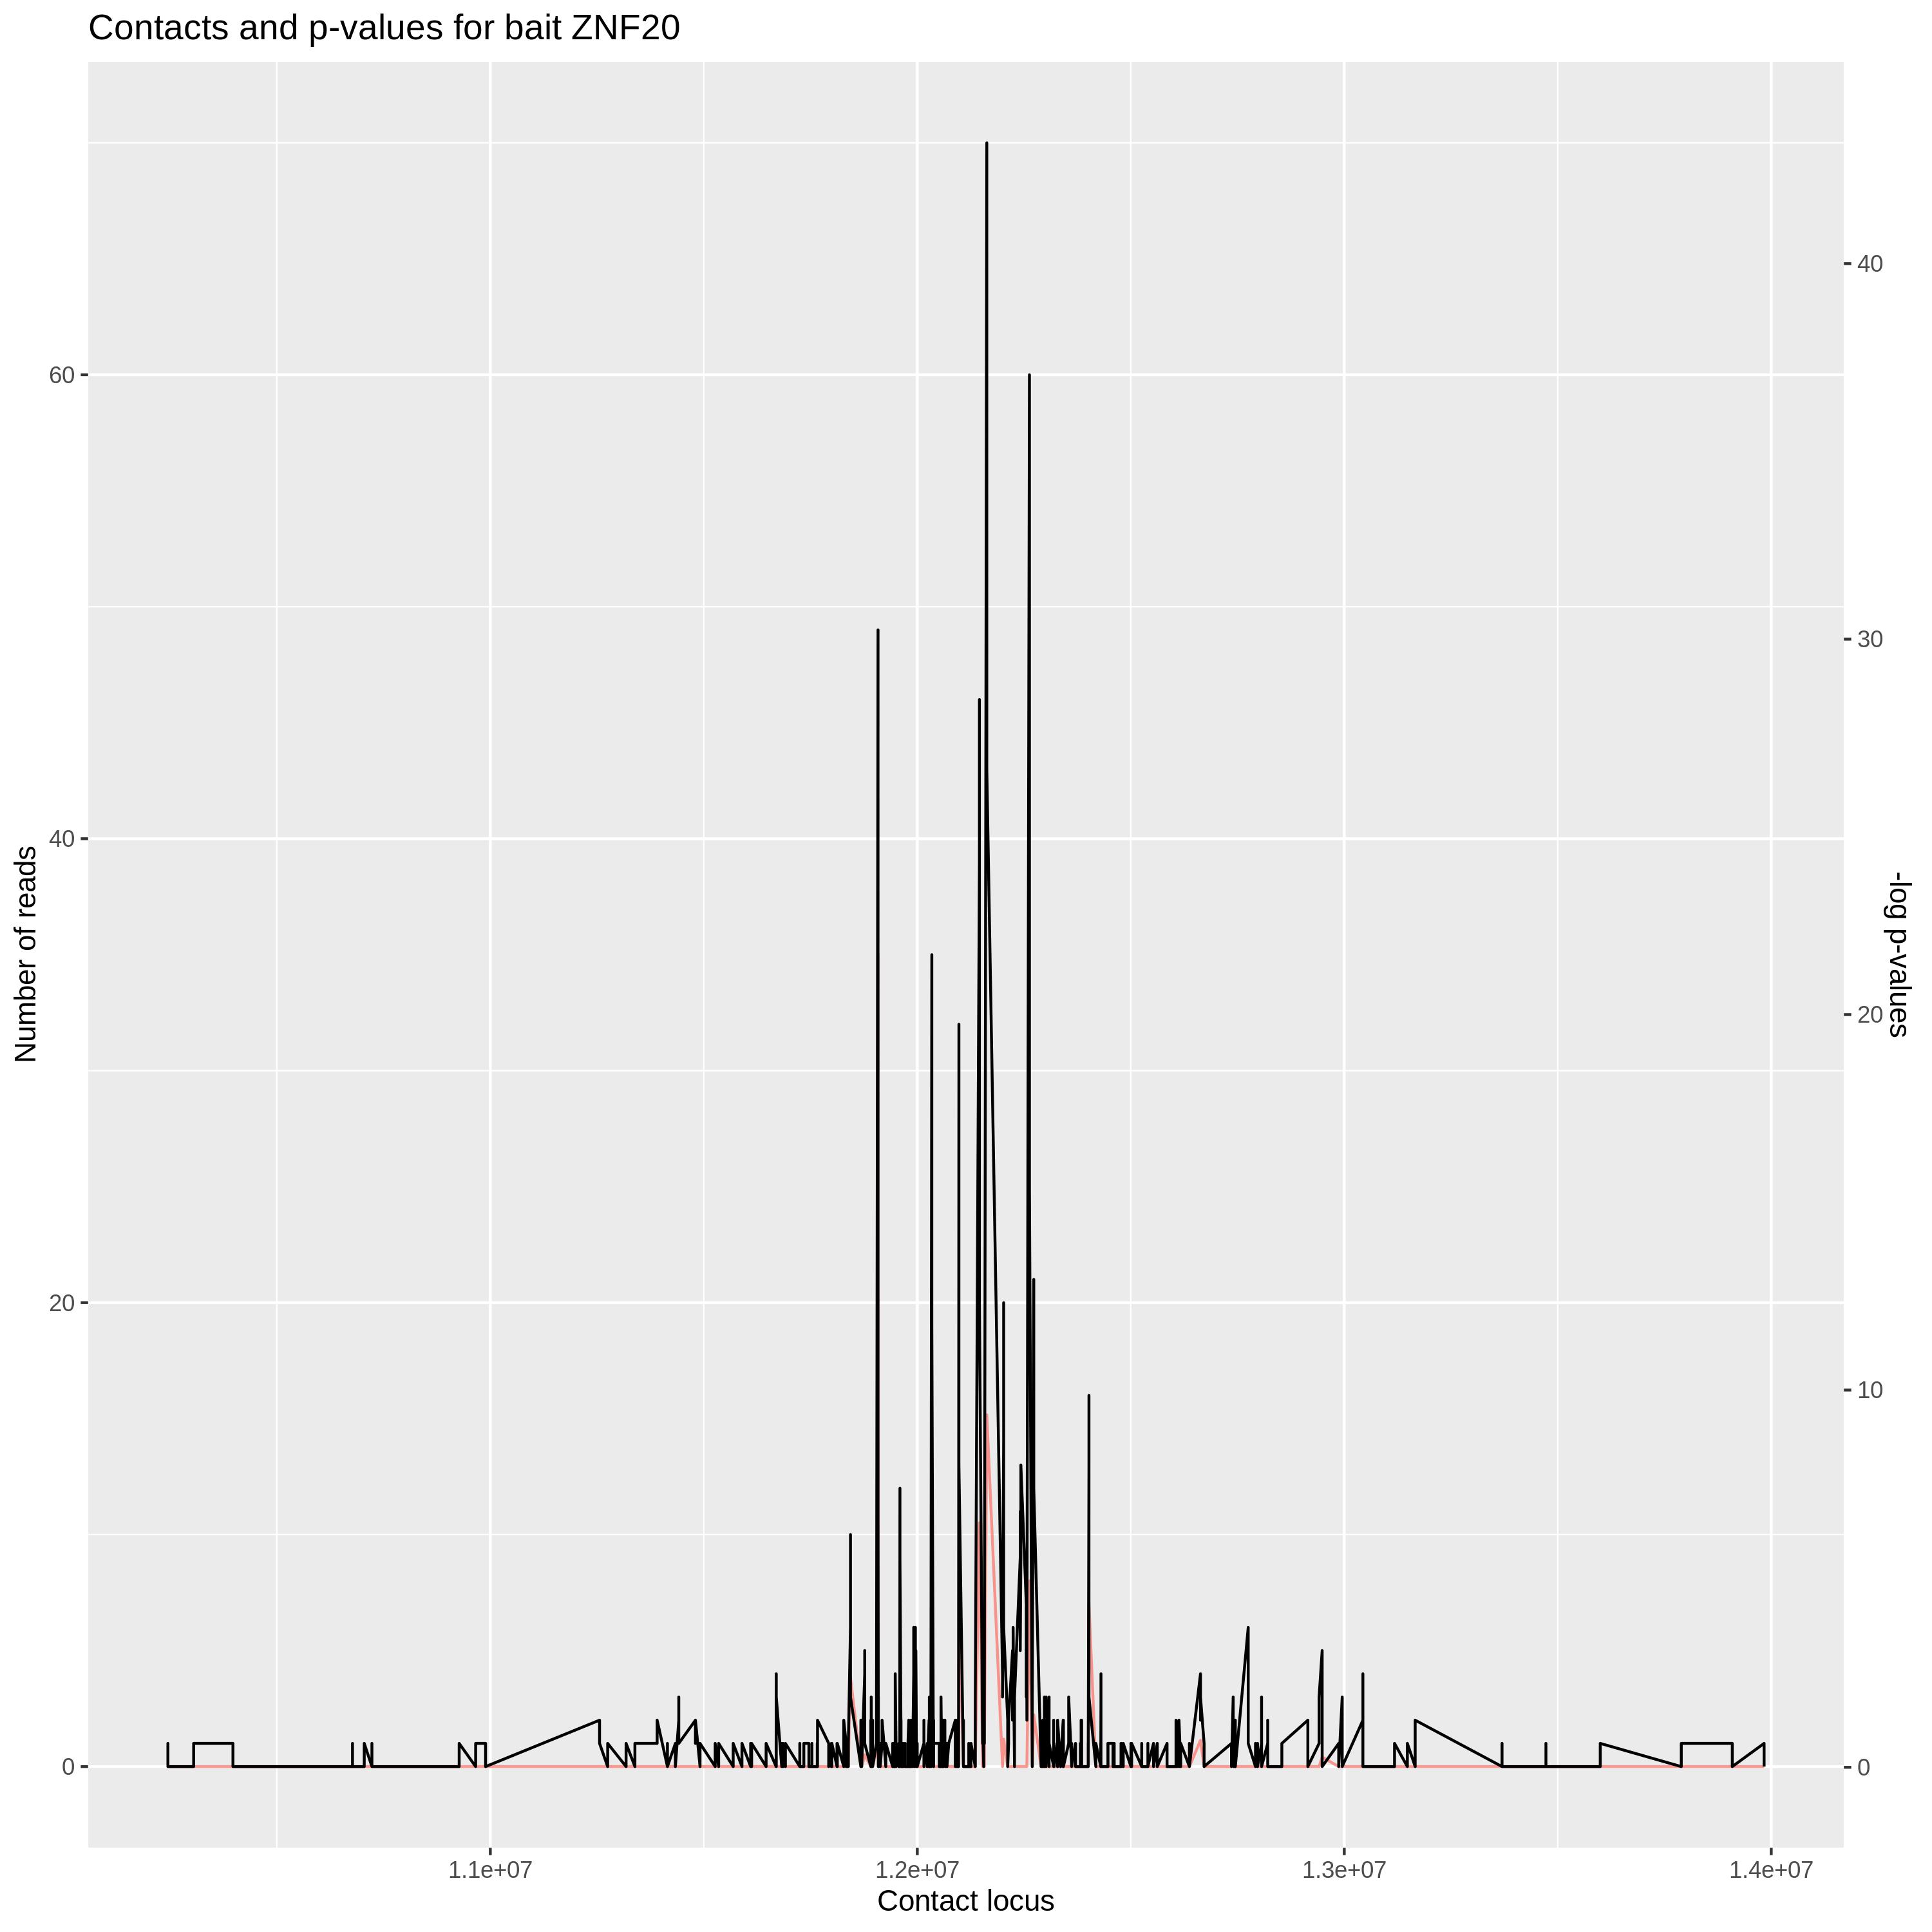 Contacts and p-values for bait ZNF20
60
40
20
0
Number of reads
40
30
20
10
0
-log p-values
1.1e+07
1.2e+07
1.3e+07
1.4e+07
Contact locus